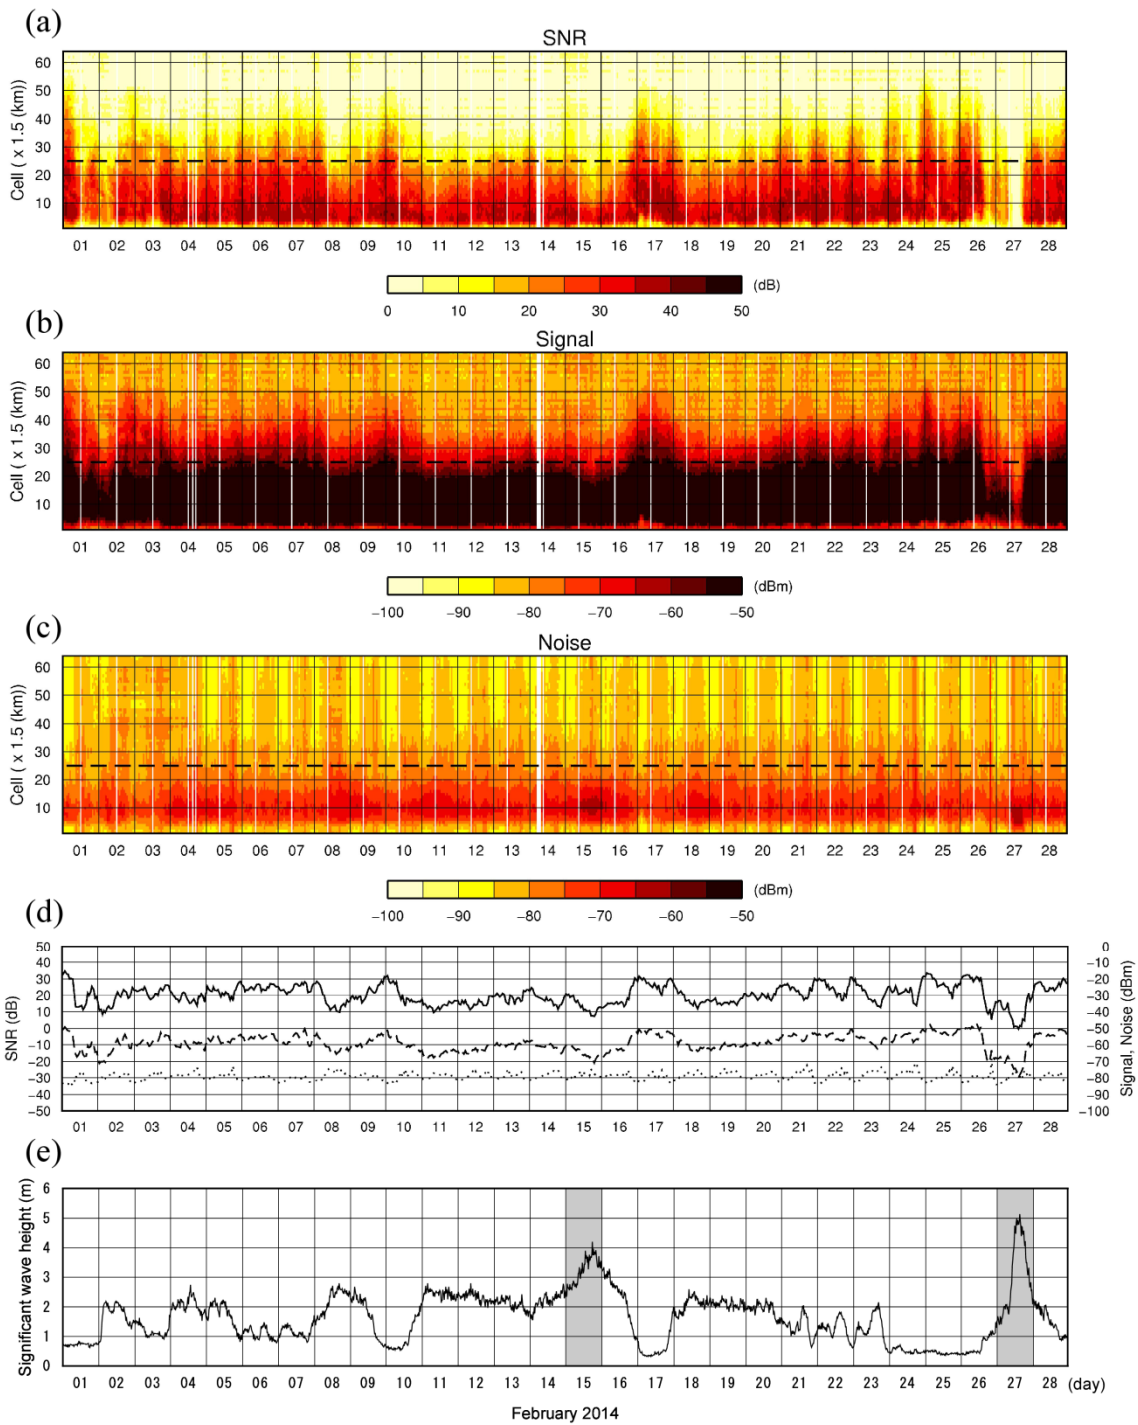 (a)
SNR
Cell ( x 1.5 (km))
60
50
40
30
20
10
01 02 03 04 05 06 07 08 09 10 11 12 13 14 15 16 17 18 19 20 21 22 23 24 25 26 27 28
(dB)
0 10 20 30 40 50
(b)
Signal
Cell ( x 1.5 (km))
60
50
40
30
20
10
01 02 03 04 05 06 07 08 09 10 11 12 13 14 15 16 17 18 19 20 21 22 23 24 25 26 27 28
(dBm)
−100 −90 −80 −70 −60 −50
(c)
Noise
Cell ( x 1.5 (km))
60
50
40
30
20
10
01 02 03 04 05 06 07 08 09 10 11 12 13 14 15 16 17 18 19 20 21 22 23 24 25 26 27 28
(dBm)
−100 −90 −80 −70 −60 −50
(d)
SNR (dB)
50 0
40 −10
30 −20
20 −30
10 −40
0 −50
−10 −60
−20 −70
−30 −80
−40 −90
−50 −100
Signal, Noise (dBm)
01 02 03 04 05 06 07 08 09 10 11 12 13 14 15 16 17 18 19 20 21 22 23 24 25 26 27 28
(e)
Significant wave height (m)
6
5
4
3
2
1
0
01 02 03 04 05 06 07 08 09 10 11 12 13 14 15 16 17 18 19 20 21 22 23 24 25 26 27 28 (day)
February 2014